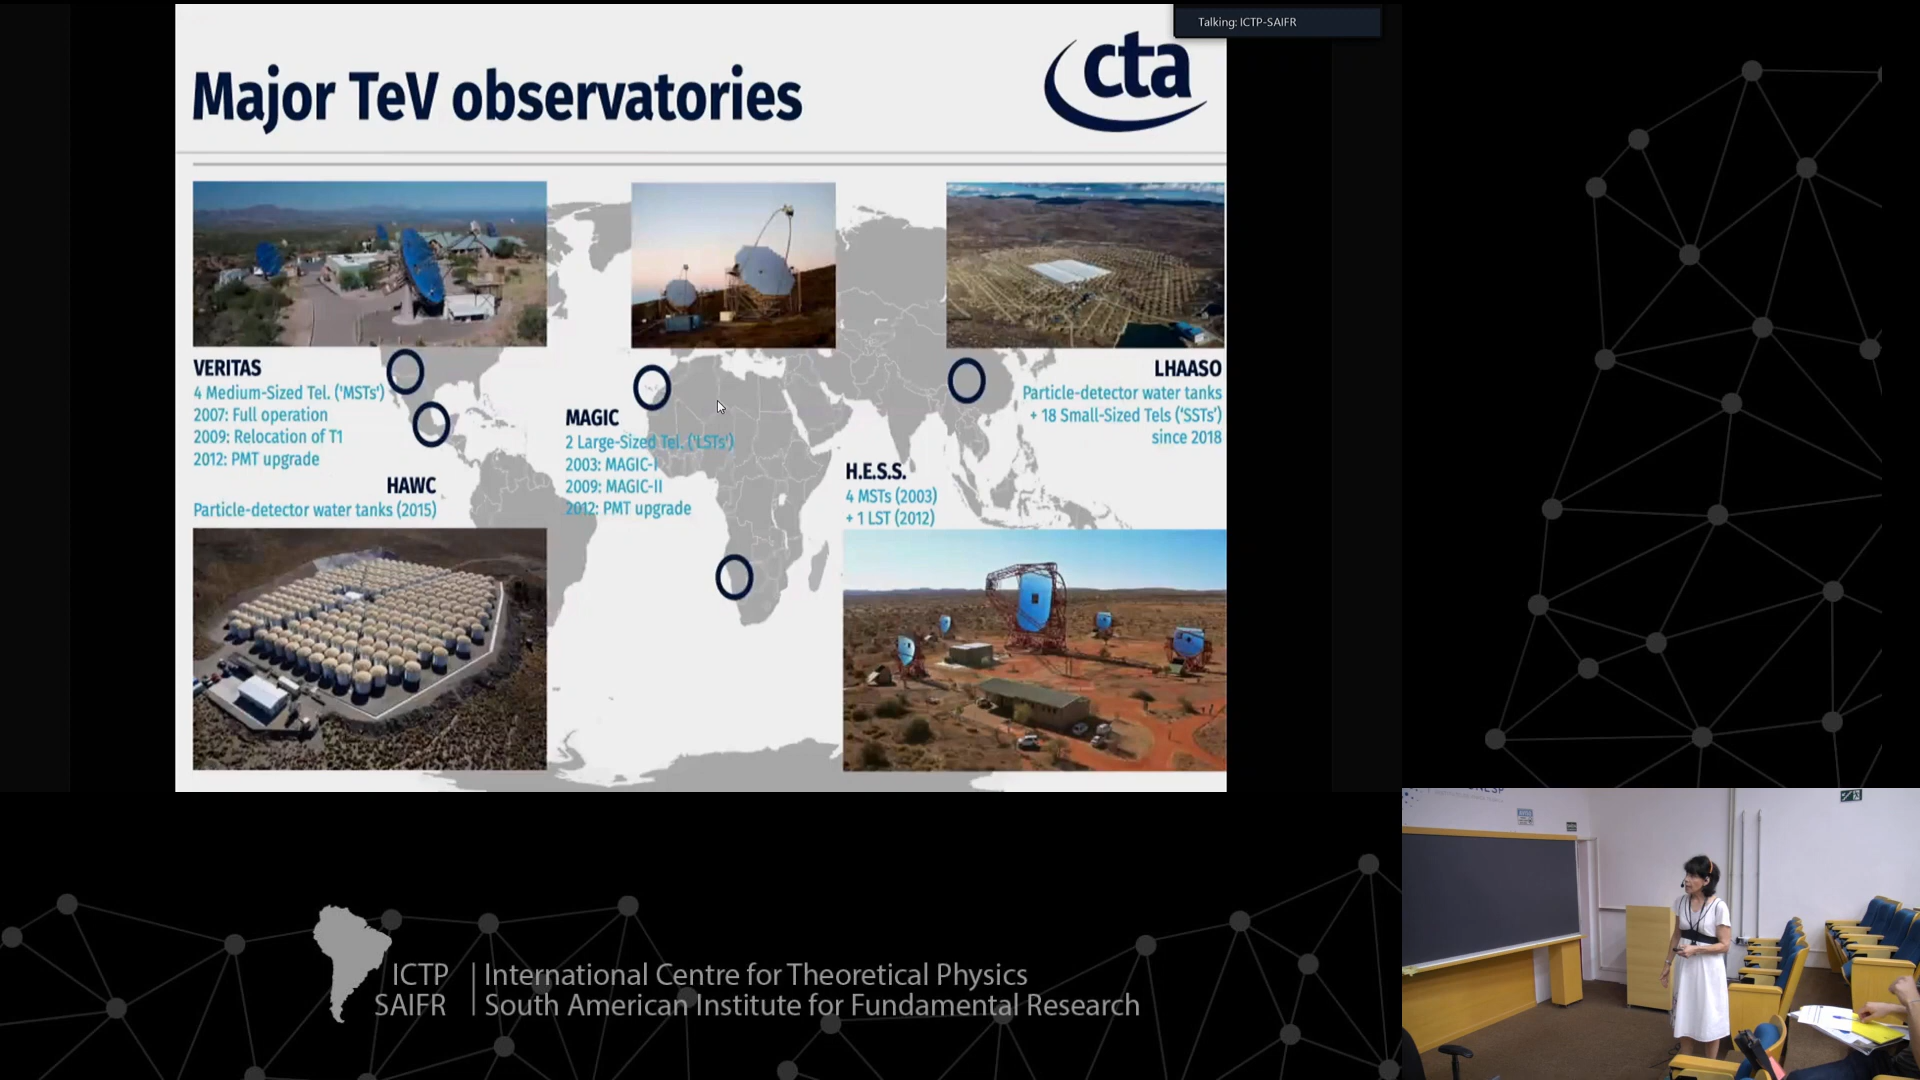 Talking: ICTP-SAIFR
cta
Major TeV observatories
VERITAS
4 Medium-Sized Tel. ('MSTs')
2007: Full operation
2009: Relocation of T1
2012: PMT upgrade
HAWC
Particle-detector water tanks (2015)
MAGIC
2 Large-Sized Tel. ('LSTs')
2003: MAGIC-I
2009: MAGIC-II
2012: PMT upgrade
LHAASO
Particle-detector water tanks
+ 18 Small-Sized Tels ('SSTs')
since 2018
H.E.S.S.
4 MSTs (2003)
+ 1 LST (2012)
ICTP
SAIFR
International Centre for Theoretical Physics
South American Institute for Fundamental Research